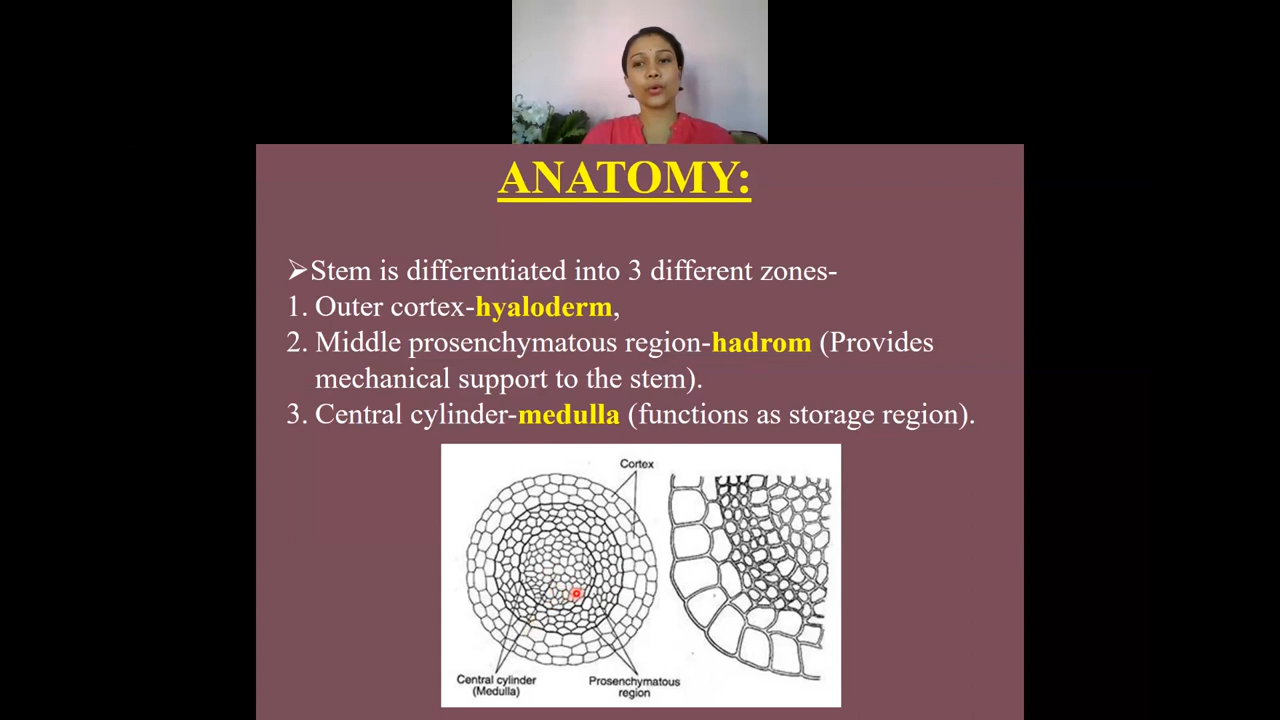 ANATOMY:
➢Stem is differentiated into 3 different zones-
1. Outer cortex-hyaloderm,
2. Middle prosenchymatous region-hadrom (Provides
mechanical support to the stem).
3. Central cylinder-medulla (functions as storage region).
Cortex
Central cylinder
(Medulla)
Prosenchymatous
region